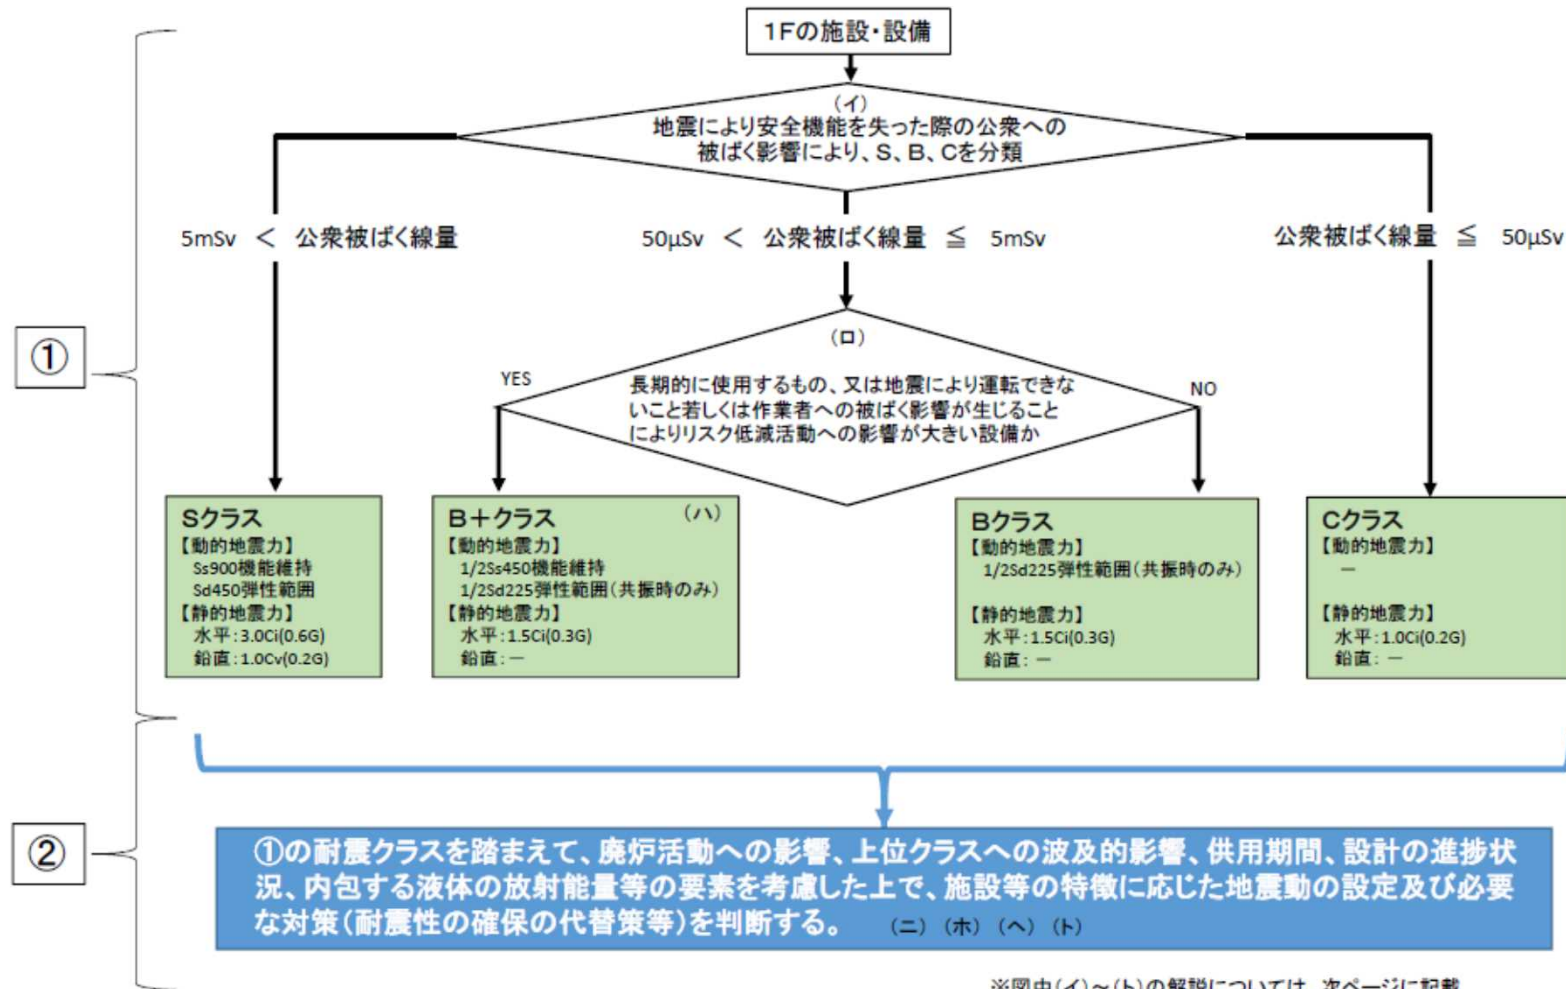 1Fの施設・設備
(イ)
地震により安全機能を失った際の公衆への
被ばく影響により、S、B、Cを分類
5mSv ＜ 公衆被ばく線量
50μSv ＜ 公衆被ばく線量 ≦ 5mSv
公衆被ばく線量 ≦ 50μSv
①
(ロ)
YES
長期的に使用するもの、又は地震により運転できな
いこと若しくは作業者への被ばく影響が生じること
によりリスク低減活動への影響が大きい設備か
NO
Sクラス
【動的地震力】
Ss900機能維持
Sd450弾性範囲
【静的地震力】
水平：3.0Ci(0.6G)
鉛直：1.0Cv(0.2G)
B＋クラス (ハ)
【動的地震力】
1/2Ss450機能維持
1/2Sd225弾性範囲(共振時のみ)
【静的地震力】
水平：1.5Ci(0.3G)
鉛直：－
Bクラス
【動的地震力】
1/2Sd225弾性範囲(共振時のみ)
【静的地震力】
水平：1.5Ci(0.3G)
鉛直：－
Cクラス
【動的地震力】
－
【静的地震力】
水平：1.0Ci(0.2G)
鉛直：－
②
①の耐震クラスを踏まえて、廃炉活動への影響、上位クラスへの波及的影響、供用期間、設計の進捗状
況、内包する液体の放射能量等の要素を考慮した上で、施設等の特徴に応じた地震動の設定及び必要
な対策(耐震性の確保の代替策等)を判断する。 (ニ) (ホ) (ヘ) (ト)
※図中(イ)～(ト)の解説については、次ページに記載